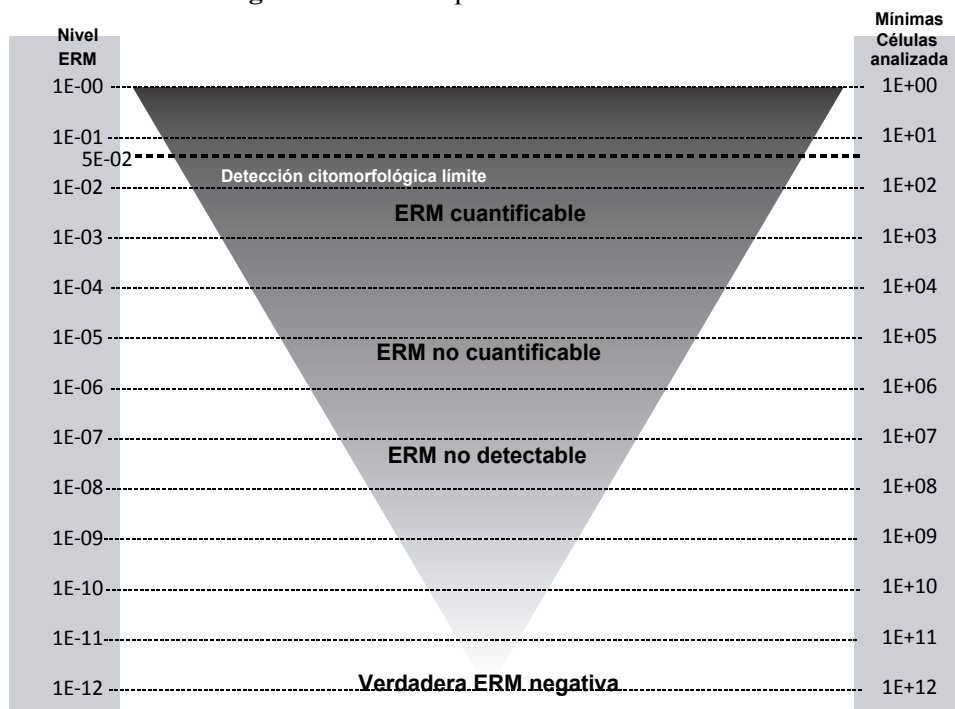 Nivel
ERM
Mínimas
Células
analizada
1E-00 1E+00
1E-01 1E+01
5E-02
Detección citomorfológica límite
1E-02 1E+02
ERM cuantificable
1E-03 1E+03
1E-04 1E+04
1E-05 1E+05
ERM no cuantificable
1E-06 1E+06
1E-07 1E+07
ERM no detectable
1E-08 1E+08
1E-09 1E+09
1E-10 1E+10
1E-11 1E+11
Verdadera ERM negativa
1E-12 1E+12